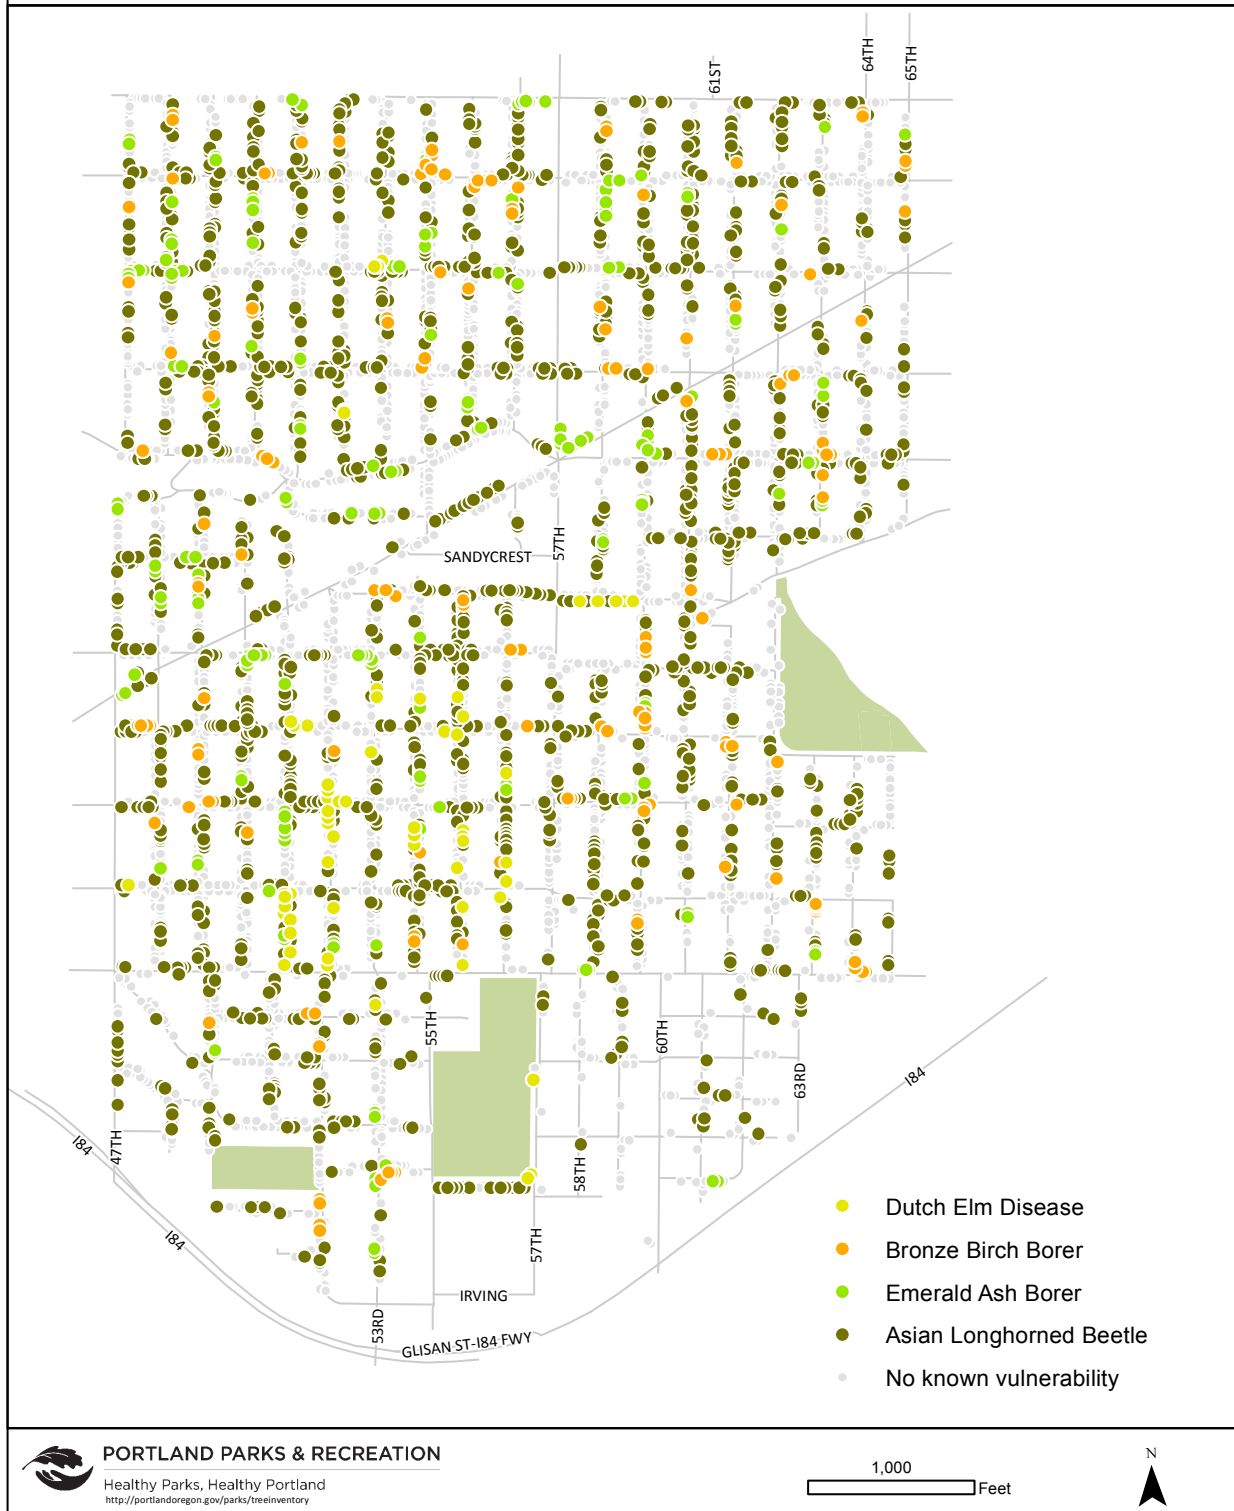 61ST
64TH
65TH
SANDYCREST
57TH
55TH
60TH
63RD
I84
I84
47TH
58TH
I84
57TH
IRVING
53RD
GLISAN ST-I84 FWY
Dutch Elm Disease
Bronze Birch Borer
Emerald Ash Borer
Asian Longhorned Beetle
No known vulnerability
PORTLAND PARKS & RECREATION
Healthy Parks, Healthy Portland
http://portlandoregon.gov/parks/treeinventory
1,000
Feet
N